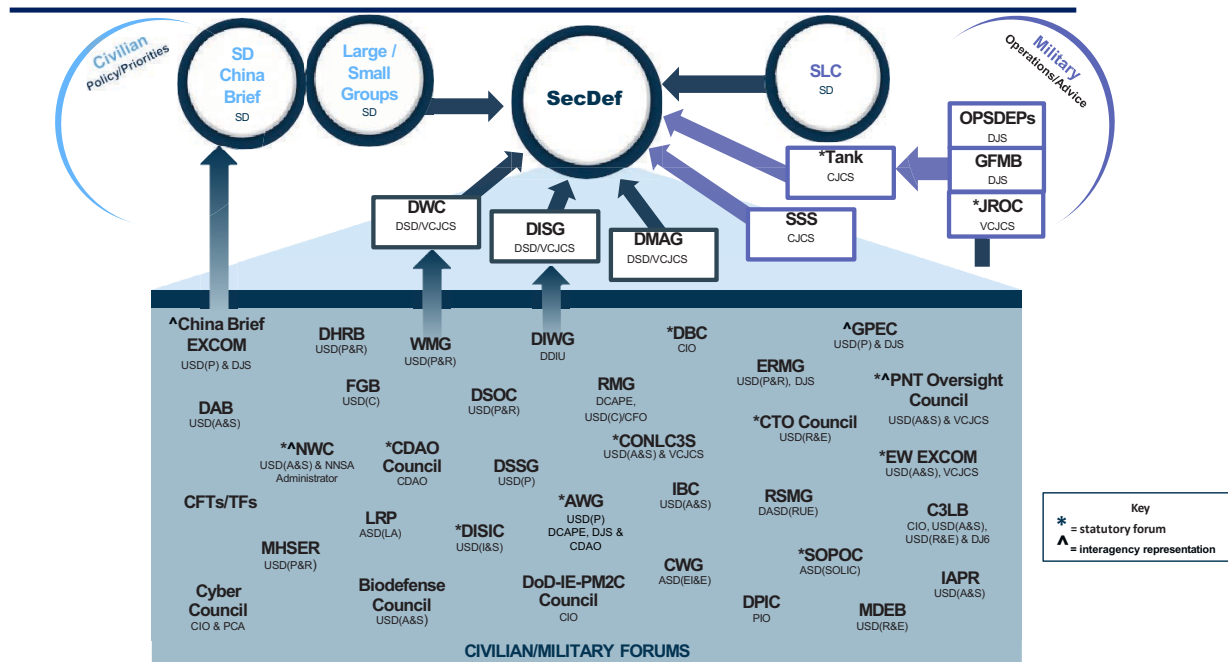 Civilian
Policy/Priorities
SD
China
Brief
SD
Large /
Small
Groups
SD
SecDef
SLC
SD
Military
Operations/Advice
OPSDEPs
DJS
GFMB
DJS
*JROC
VCJCS
*Tank
CJCS
SSS
CJCS
DWC
DSD/VCJCS
DISG
DSD/VCJCS
DMAG
DSD/VCJCS
^China Brief
EXCOM
USD(P) & DJS
DHRB
USD(P&R)
WMG
USD(P&R)
DIWG
DDIU
*DBC
CIO
^GPEC
USD(P) & DJS
ERMG
USD(P&R), DJS
FGB
USD(C)
DSOC
USD(P&R)
RMG
DCAPE,
USD(C)/CFO
*^PNT Oversight
Council
USD(A&S) & VCJCS
DAB
USD(A&S)
*CTO Council
USD(R&E)
*^NWC
USD(A&S) & NNSA
Administrator
*CDAO
Council
CDAO
DSSG
USD(P)
*CONLC3S
USD(A&S) & VCJCS
*EW EXCOM
USD(A&S), VCJCS
CFTs/TFs
LRP
ASD(LA)
*DISIC
USD(I&S)
*AWG
USD(P)
DCAPE, DJS &
CDAO
IBC
USD(A&S)
RSMG
DASD(RUE)
C3LB
CIO, USD(A&S),
USD(R&E) & DJ6
MHSER
USD(P&R)
CWG
ASD(EI&E)
*SOPOC
ASD(SOLIC)
IAPR
USD(A&S)
Cyber
Council
CIO & PCA
Biodefense
Council
USD(A&S)
DoD-IE-PM2C
Council
CIO
DPIC
PIO
MDEB
USD(R&E)
CIVILIAN/MILITARY FORUMS
Key
* = statutory forum
^ = interagency representation